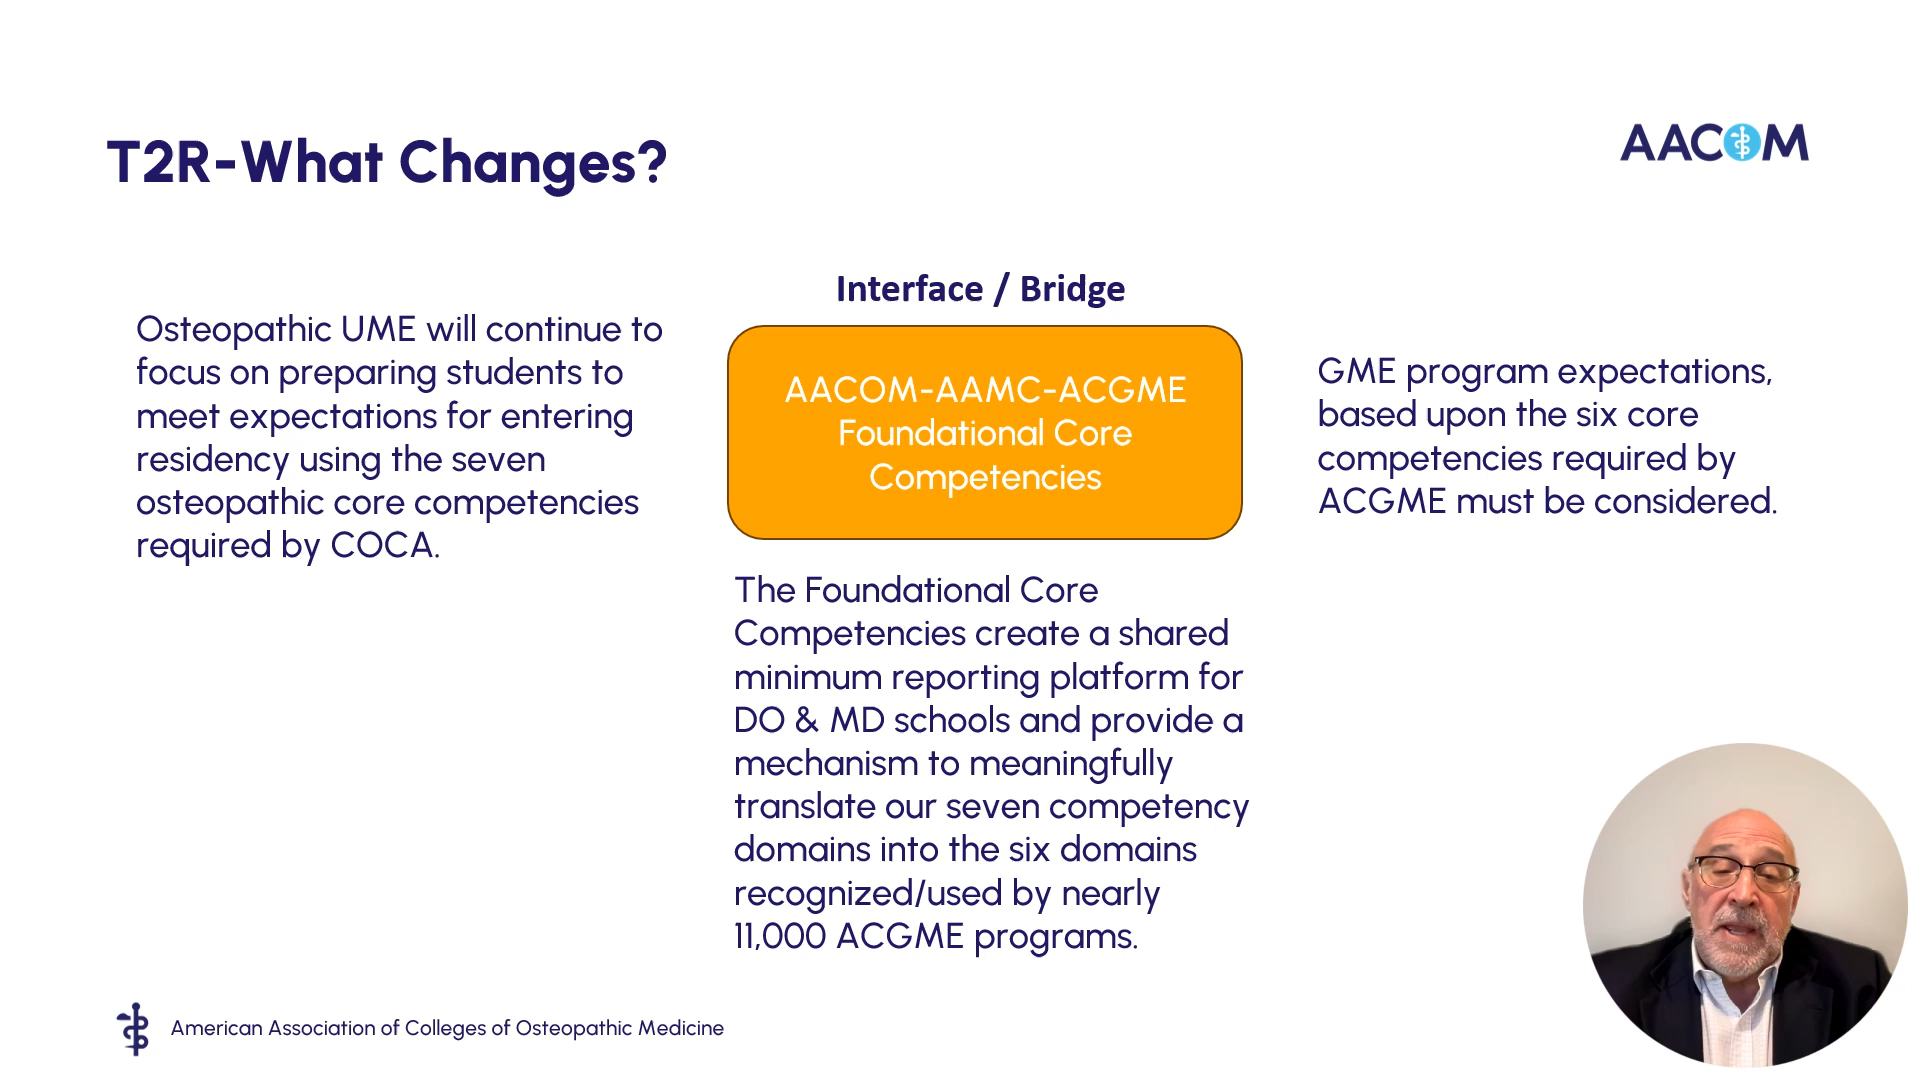 T2R-What Changes?
AACOM
Osteopathic UME will continue to
focus on preparing students to
meet expectations for entering
residency using the seven
osteopathic core competencies
required by COCA.
Interface / Bridge
AACOM-AAMC-ACGME
Foundational Core
Competencies
The Foundational Core
Competencies create a shared
minimum reporting platform for
DO & MD schools and provide a
mechanism to meaningfully
translate our seven competency
domains into the six domains
recognized/used by nearly
11,000 ACGME programs.
GME program expectations,
based upon the six core
competencies required by
ACGME must be considered.
American Association of Colleges of Osteopathic Medicine